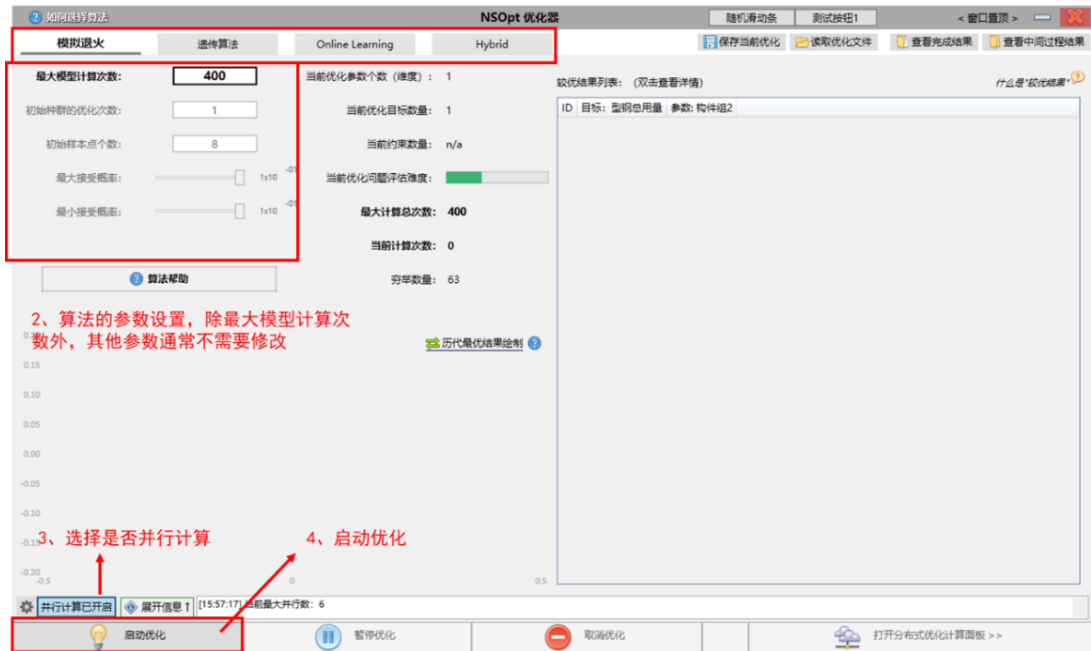 如何选择算法 NSOpt 优化器 随机滑动条 测试按钮1 < 窗口置顶 >
模拟退火 遗传算法 Online Learning Hybrid 保存当前优化 读取优化文件 查看完成结果 查看中间过程结果
最大模型计算次数: 400 当前优化参数个数（维度）： 1 较优结果列表: （双击查看详情） 什么是"较优结果"
ID 目标: 型钢总用量 参数: 构件组2
初始种群的优化次数: 1 当前优化目标数量: 1
初始样本点个数: 8 当前约束数量: n/a
最大接受概率: 1x10 -01 当前优化问题评估难度:
最小接受概率: 1x10 -01 最大计算总次数: 400
当前计算次数: 0
算法帮助 穷举数量: 63
2、算法的参数设置，除最大模型计算次
数外，其他参数通常不需要修改
历代最优结果绘制
0.15
0.10
0.05
0.00
-0.05
-0.10
-0.15
3、选择是否并行计算 4、启动优化
-0.20
-0.5 0 0.5
并行计算已开启 展开信息↑ [15:57:17] 当前最大并行数: 6
启动优化 暂停优化 取消优化 打开分布式优化计算面板 >>